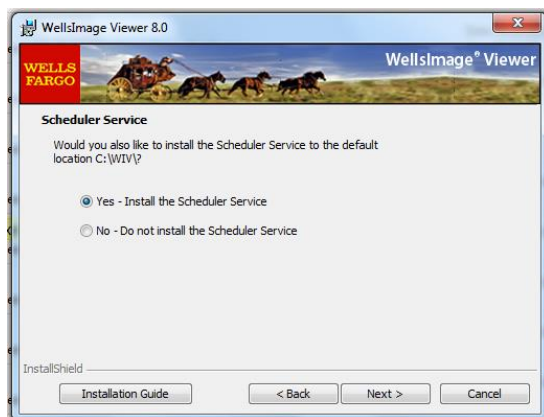 WellsImage Viewer 8.0
WELLS
FARGO
WellsImage® Viewer
Scheduler Service
Would you also like to install the Scheduler Service to the default
location C:\WIV\?
Yes - Install the Scheduler Service
No - Do not install the Scheduler Service
InstallShield
Installation Guide
< Back
Next >
Cancel